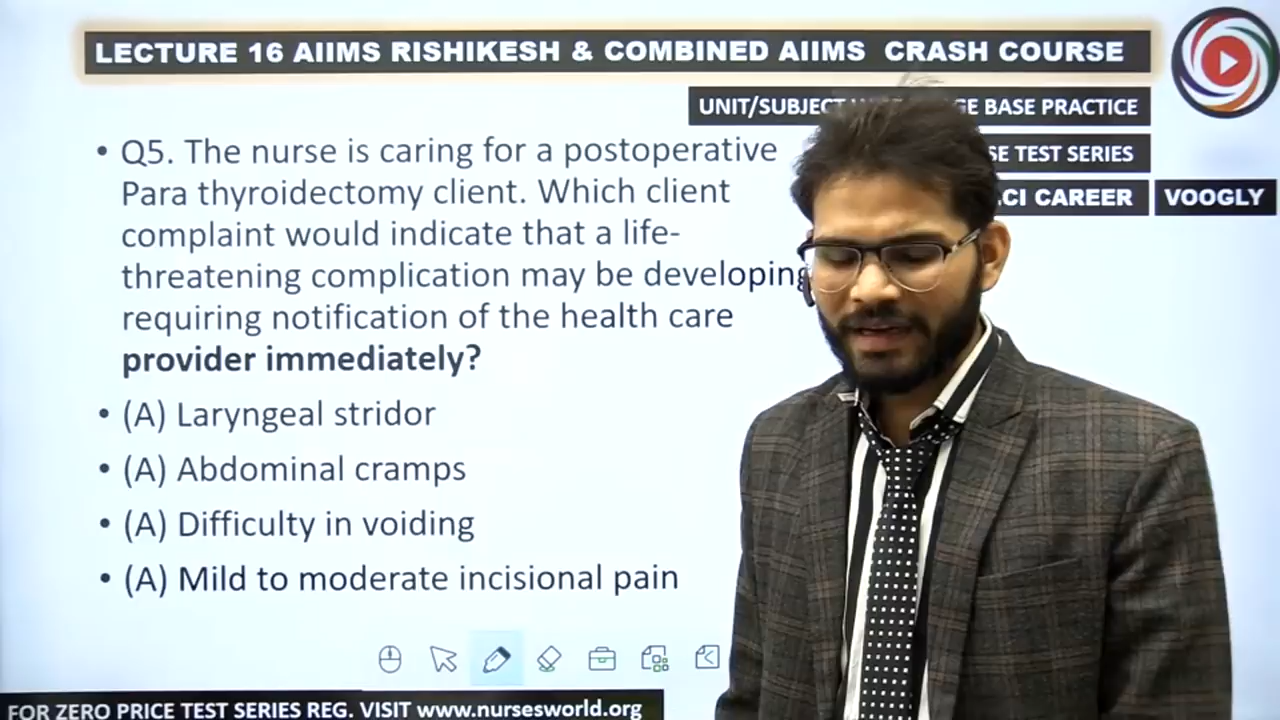 LECTURE 16 AIIMS RISHIKESH & COMBINED AIIMS CRASH COURSE
UNIT/SUBJECT GE BASE PRACTICE
SE TEST SERIES
.CI CAREER VOOGLY
• Q5. The nurse is caring for a postoperative
Para thyroidectomy client. Which client
complaint would indicate that a life-
threatening complication may be developing
requiring notification of the health care
provider immediately?
• (A) Laryngeal stridor
• (A) Abdominal cramps
• (A) Difficulty in voiding
• (A) Mild to moderate incisional pain
FOR ZERO PRICE TEST SERIES REG. VISIT www.nursesworld.org